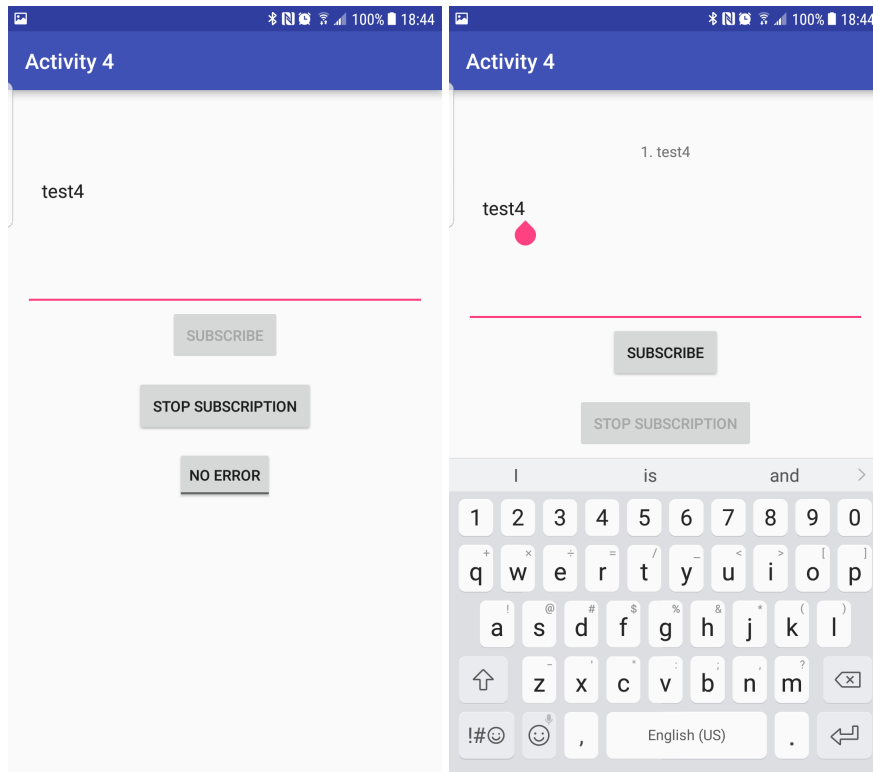 100% 18:44
Activity 4
test4
SUBSCRIBE
STOP SUBSCRIPTION
NO ERROR
100% 18:44
Activity 4
1. test4
test4
SUBSCRIBE
STOP SUBSCRIPTION
I is and >
1 2 3 4 5 6 7 8 9 0
+ × ÷ = / _ < > [ ]
q w e r t y u i o p
! @ # $ % & * ( )
a s d f g h j k l
- ' " : ; , ?
z x c v b n m
!#☺ , English (US) .